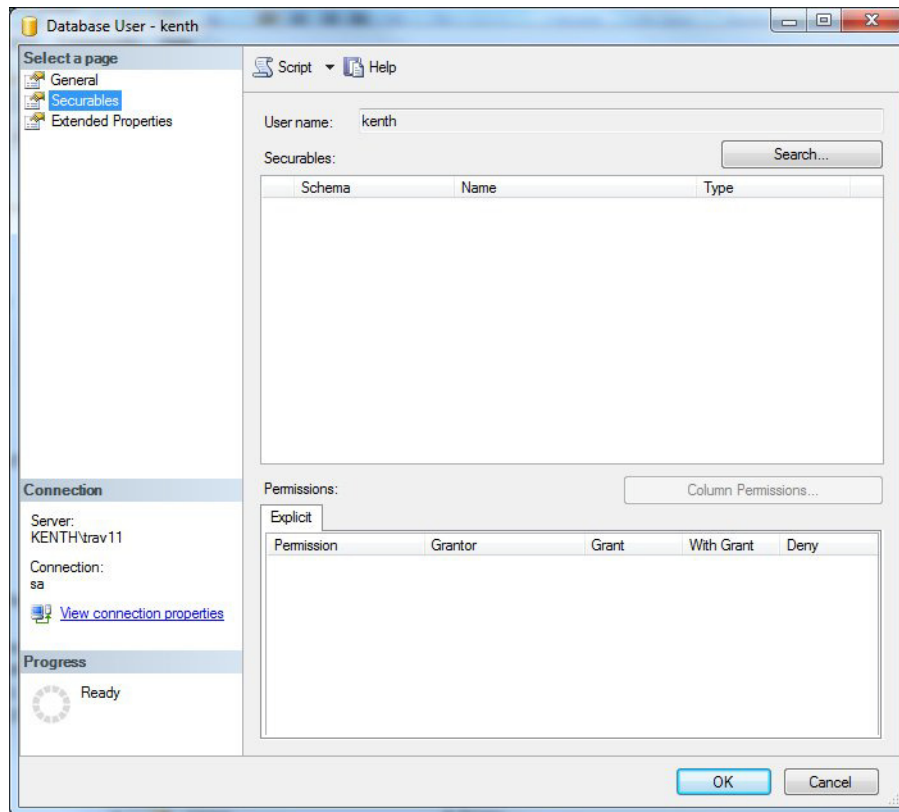 Database User - kenth
Select a page
General
Securables
Extended Properties
Script Help
User name: kenth
Securables: Search...
Schema Name Type
Connection
Server:
KENTH\trav11
Connection:
sa
View connection properties
Progress
Ready
Permissions: Column Permissions...
Explicit
Permission Grantor Grant With Grant Deny
OK Cancel